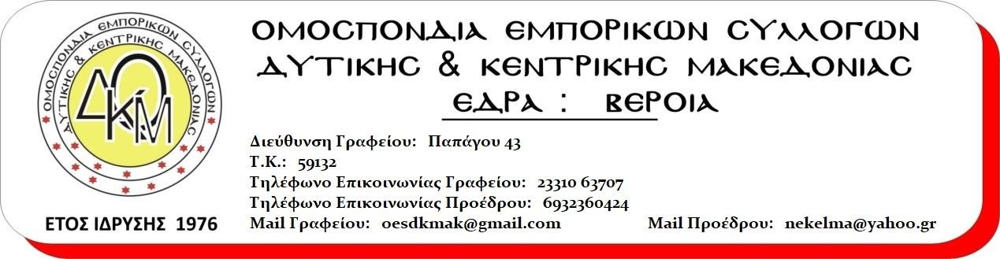 ΟΜΟΣΠΟΝΔΙΑ ΕΜΠΟΡΙΚΩΝ ΣΥΛΛΟΓΩΝ
ΔΥΤΙΚΗΣ & ΚΕΝΤΡΙΚΗΣ ΜΑΚΕΔΟΝΙΑΣ
ΔΟΚΜ
ΕΤΟΣ ΙΔΡΥΣΗΣ 1976
ΟΜΟΣΠΟΝΔΙΑ ΕΜΠΟΡΙΚΩΝ ΣΥΛΛΟΓΩΝ
ΔΥΤΙΚΗΣ & ΚΕΝΤΡΙΚΗΣ ΜΑΚΕΔΟΝΙΑΣ
ΕΔΡΑ : ΒΕΡΟΙΑ
Διεύθυνση Γραφείου: Παπάγου 43
Τ.Κ.: 59132
Τηλέφωνο Επικοινωνίας Γραφείου: 23310 63707
Τηλέφωνο Επικοινωνίας Προέδρου: 6932360424
Mail Γραφείου: oesdkmak@gmail.com Mail Προέδρου: nekelma@yahoo.gr